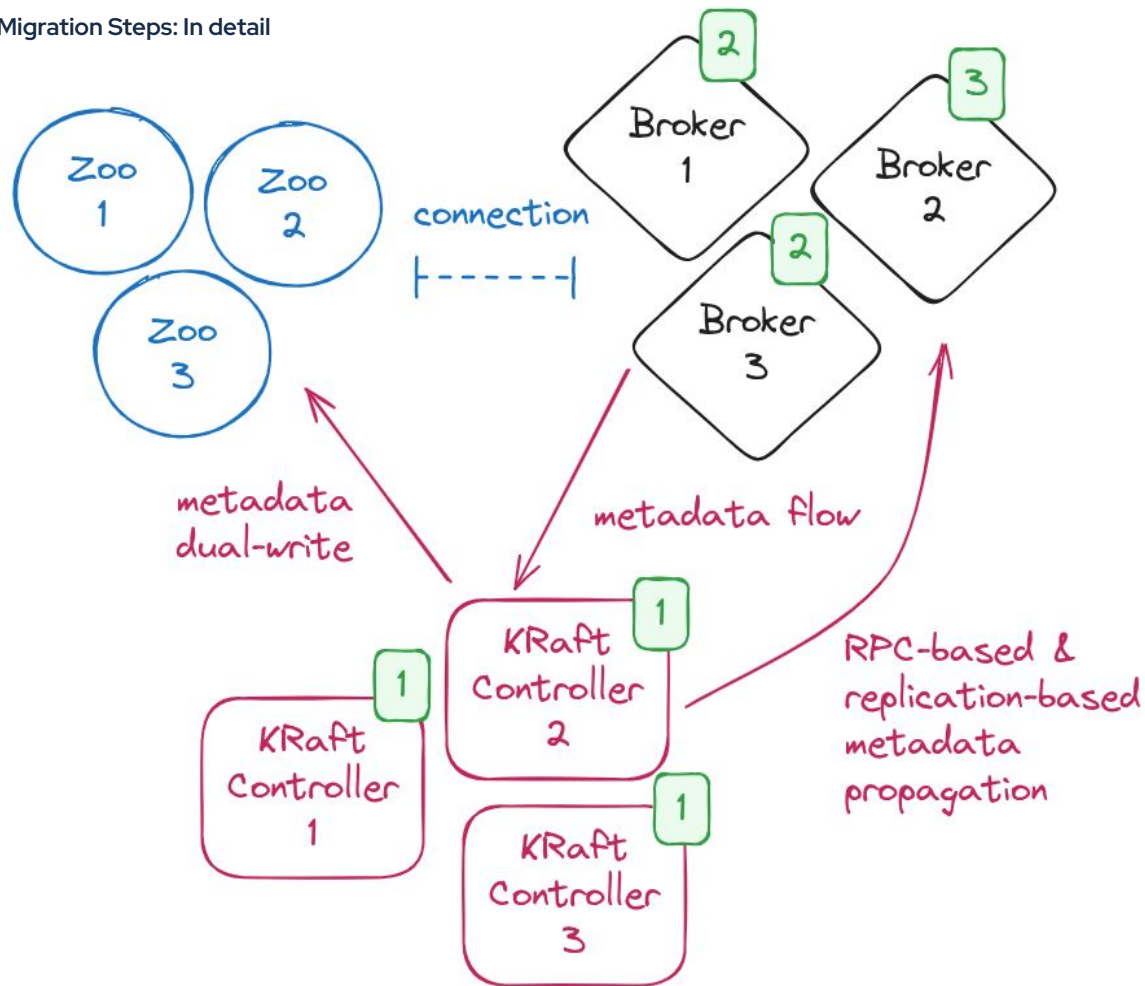 Migration Steps: In detail
2
Broker
1
3
Broker
2
Zoo
1
Zoo
2
connection
2
Broker
3
Zoo
3
metadata
dual-write
metadata flow
1
KRaft
Controller
2
RPC-based &
replication-based
metadata
propagation
1
KRaft
Controller
1
1
KRaft
Controller
3